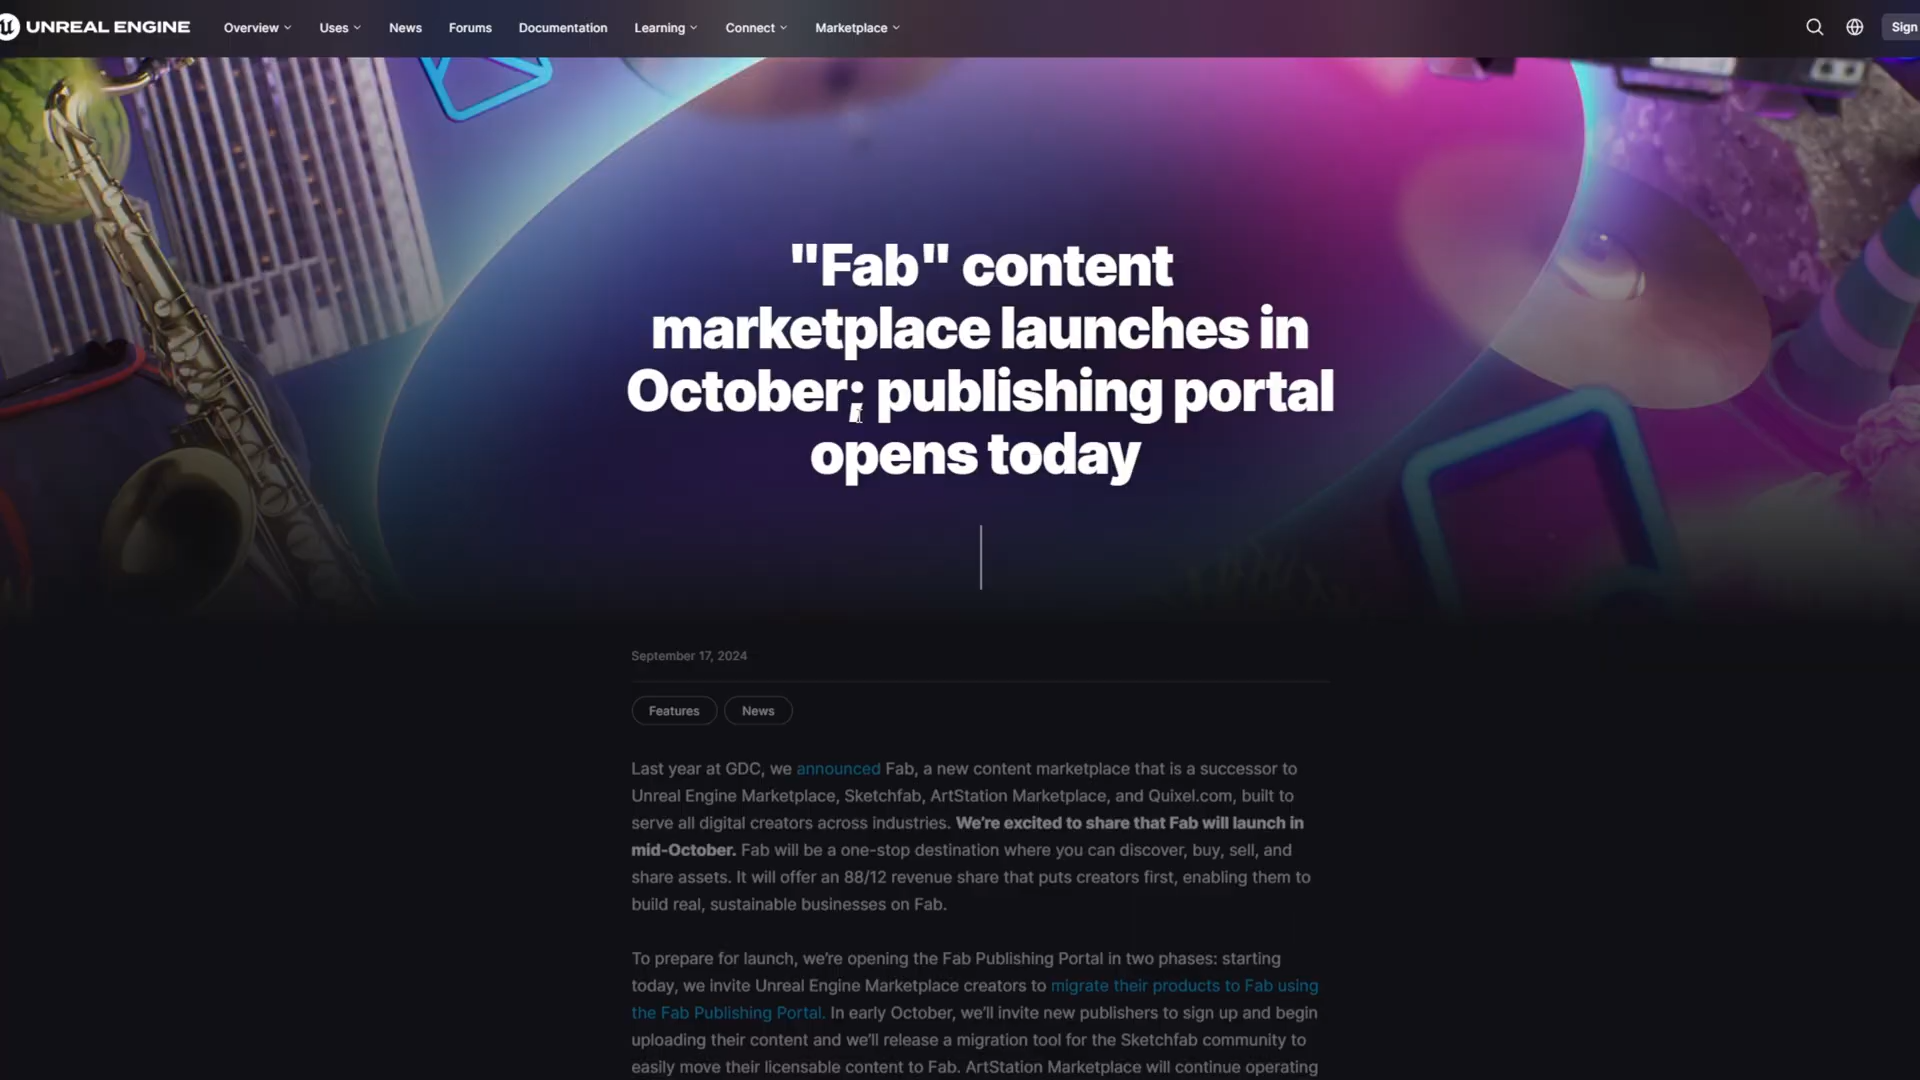 UNREAL ENGINE Overview Uses News Forums Documentation Learning Connect Marketplace Sign
"Fab" content
marketplace launches in
October; publishing portal
opens today
September 17, 2024
Features News
Last year at GDC, we announced Fab, a new content marketplace that is a successor to
Unreal Engine Marketplace, Sketchfab, ArtStation Marketplace, and Quixel.com, built to
serve all digital creators across industries. We're excited to share that Fab will launch in
mid-October. Fab will be a one-stop destination where you can discover, buy, sell, and
share assets. It will offer an 88/12 revenue share that puts creators first, enabling them to
build real, sustainable businesses on Fab.
To prepare for launch, we're opening the Fab Publishing Portal in two phases: starting
today, we invite Unreal Engine Marketplace creators to migrate their products to Fab using
the Fab Publishing Portal. In early October, we'll invite new publishers to sign up and begin
uploading their content and we'll release a migration tool for the Sketchfab community to
easily move their licensable content to Fab. ArtStation Marketplace will continue operating